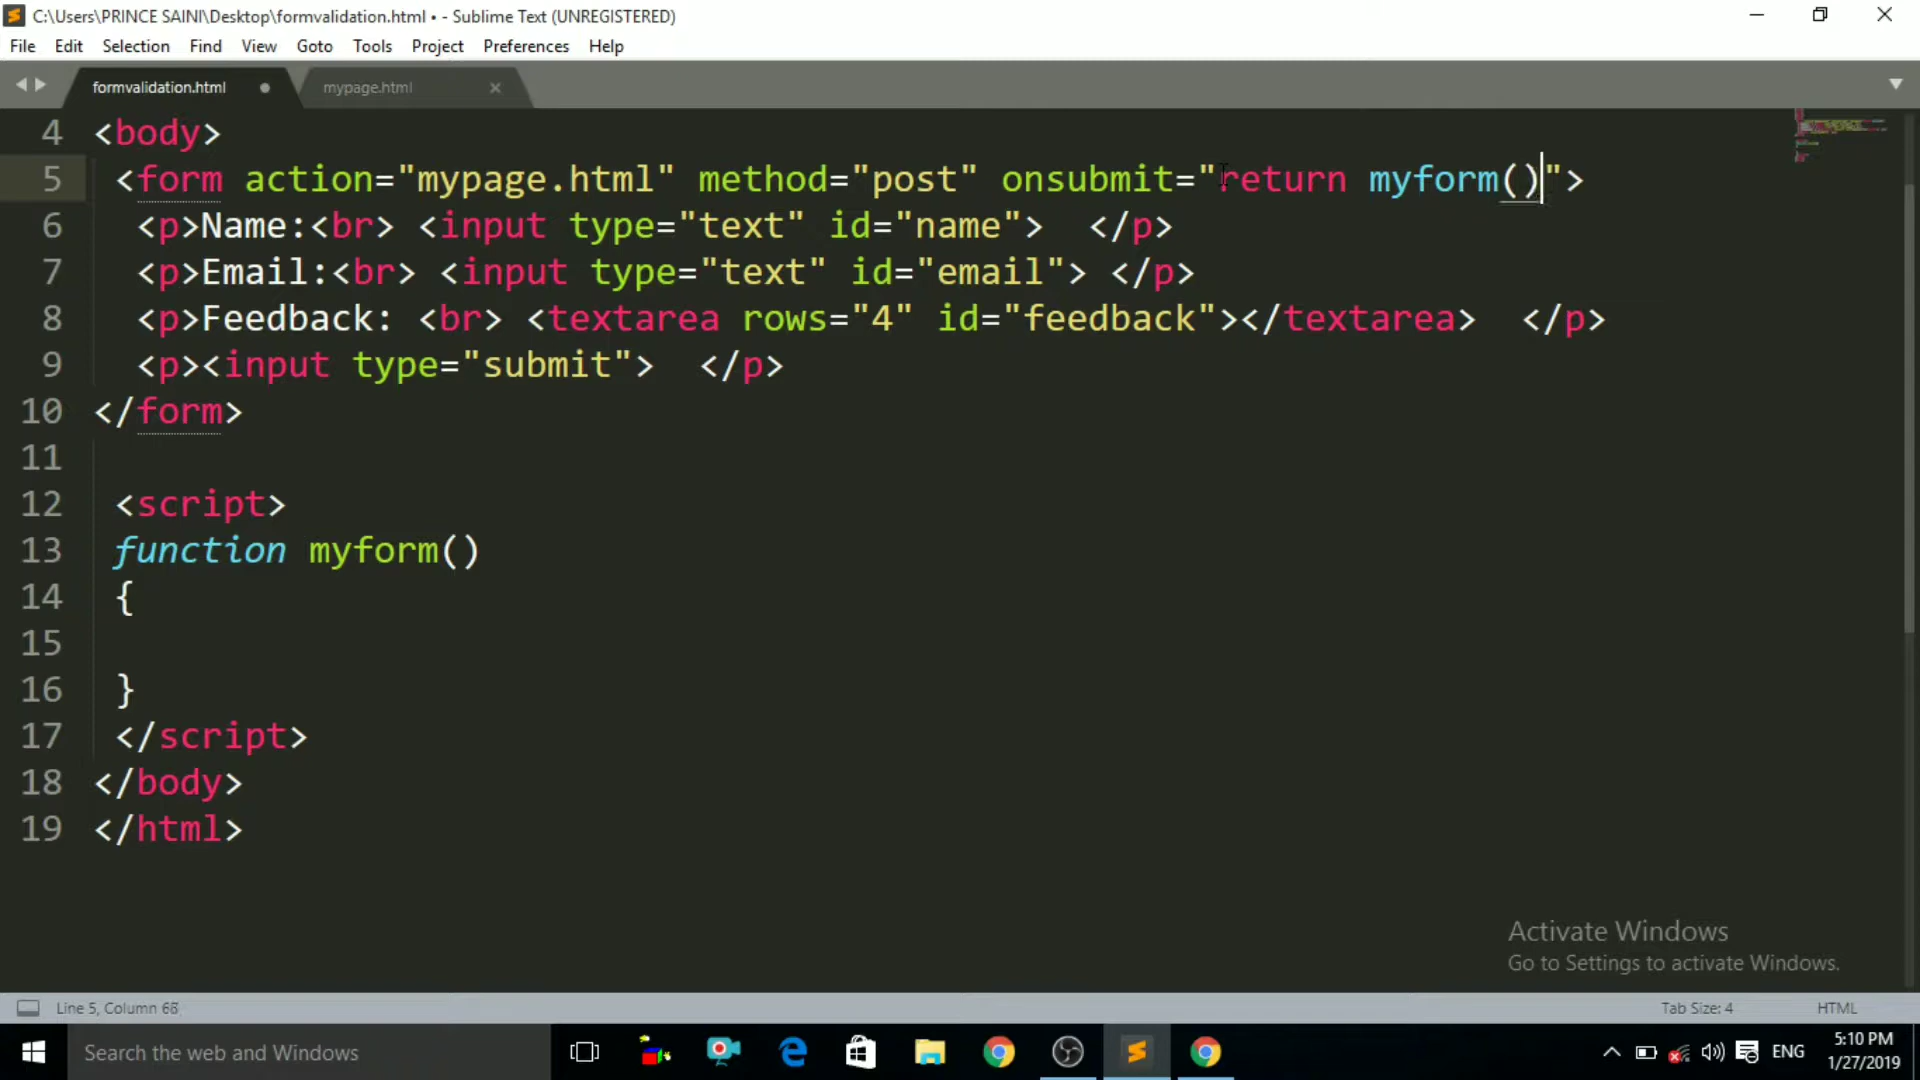 C:\Users\PRINCE SAINI\Desktop\formvalidation.html • - Sublime Text (UNREGISTERED)
File Edit Selection Find View Goto Tools Project Preferences Help
formvalidation.html mypage.html
4 <body>
5 <form action="mypage.html" method="post" onsubmit="return myform()">
6 <p>Name:<br> <input type="text" id="name"> </p>
7 <p>Email:<br> <input type="text" id="email"> </p>
8 <p>Feedback: <br> <textarea rows="4" id="feedback"></textarea> </p>
9 <p><input type="submit"> </p>
10 </form>
11
12 <script>
13 function myform()
14 {
15
16 }
17 </script>
18 </body>
19 </html>
Activate Windows
Go to Settings to activate Windows.
Line 5, Column 68 Tab Size: 4 HTML
Search the web and Windows ENG 5:10 PM
1/27/2019